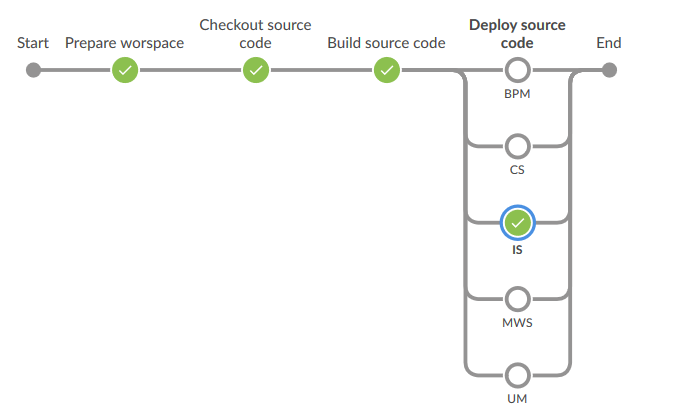 Start
Prepare worspace
Checkout source
code
Build source code
Deploy source
code
End
BPM
CS
IS
MWS
UM